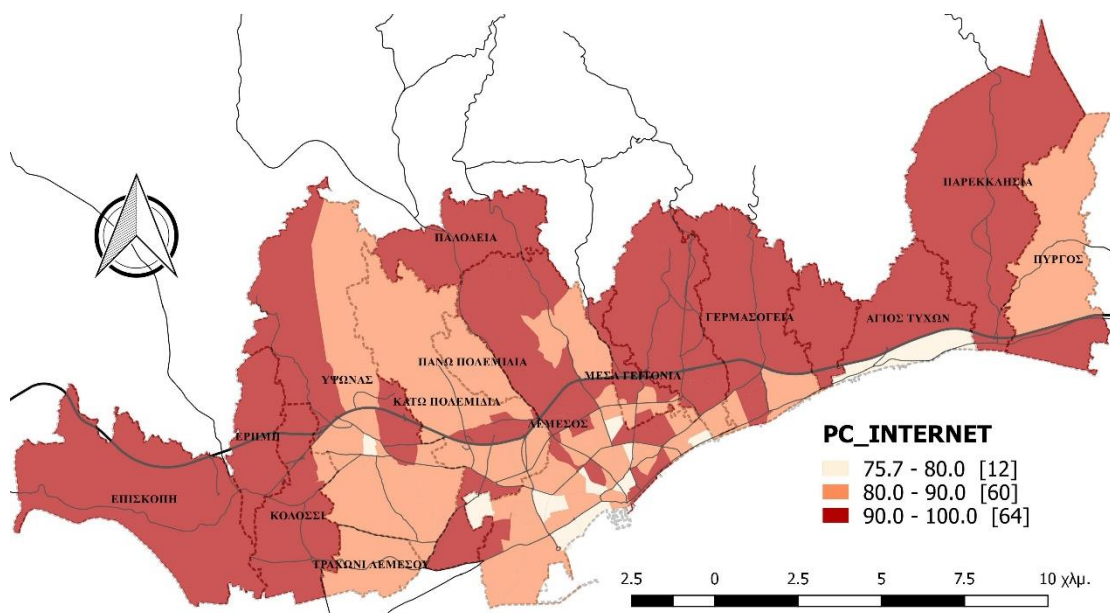 ΠΑΡΕΚΚΛΗΣΙΑ
ΠΑΛΟΔΕΙΑ
ΠΥΡΓΟΣ
ΓΕΡΜΑΣΟΓΕΙΑ
ΑΓΙΟΣ ΤΥΧΩΝ
ΠΑΝΩ ΠΟΛΕΜΙΔΙΑ
ΥΨΩΝΑΣ
ΜΕΣΑ ΓΕΙΤΟΝΙΑ
ΚΑΤΩ ΠΟΛΕΜΙΔΙΑ
ΛΕΜΕΣΟΣ
ΕΡΗΜΗ
ΕΠΙΣΚΟΠΗ
ΚΟΛΟΣΣΙ
ΤΡΑΧΩΝΙ ΛΕΜΕΣΟΥ
PC_INTERNET
75.7 - 80.0 [12]
80.0 - 90.0 [60]
90.0 - 100.0 [64]
2.5 0 2.5 5 7.5 10 χλμ.